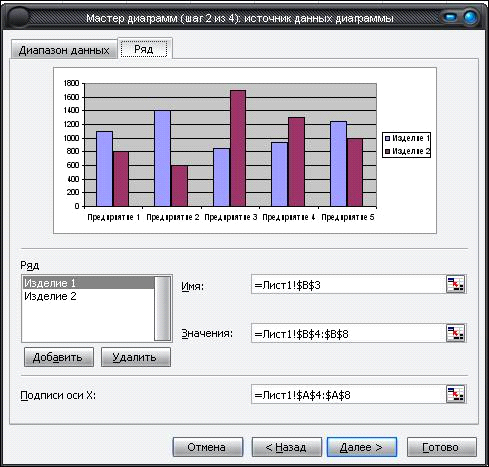 Мастер диаграмм (шаг 2 из 4): источник данных диаграммы
Диапазон данных
Ряд
1800
1600
1400
1200
1000
800
600
400
200
0
Предприятие 1 Предприятие 2 Предприятие 3 Предприятие 4 Предприятие 5
Изделие 1
Изделие 2
Ряд
Изделие 1
Изделие 2
Добавить
Удалить
Имя:
=Лист1!$B$3
Значения:
=Лист1!$B$4:$B$8
Подписи оси X:
=Лист1!$A$4:$A$8
Отмена
< Назад
Далее >
Готово